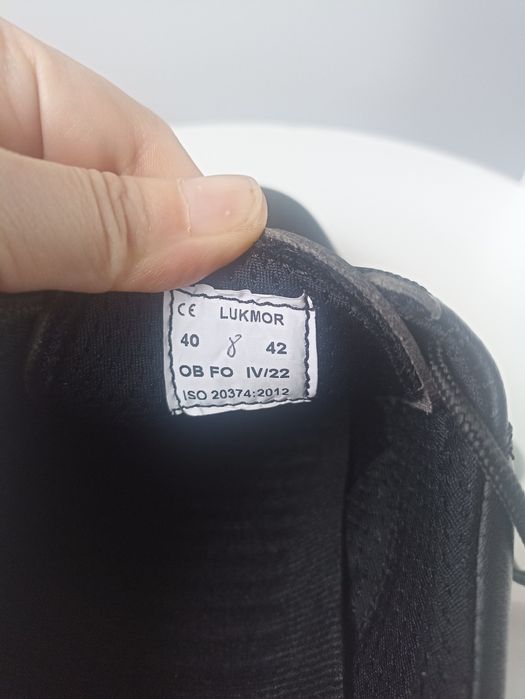 CE LUKMOR
40 8 42
OB FO IV/22
ISO 20374:2012